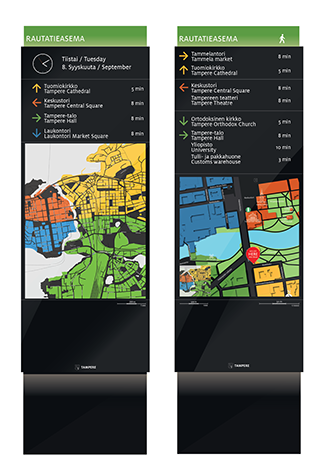 RAUTATIEASEMA
Tiistai / Tuesday
8. Syyskuuta / September
Tuomiokirkko
Tampere Cathedral 5 min
Keskustori
Tampere Central Square 8 min
Tampere-talo
Tampere Hall 8 min
Laukontori
Laukontori Market Square 8 min
TAMPERE
RAUTATIEASEMA
Tammelantori
Tammela market 8 min
Tuomiokirkko
Tampere Cathedral 5 min
Keskustori
Tampere Central Square 8 min
Tampereen teatteri
Tampere Theatre 8 min
Ortodoksinen kirkko
Tampere Orthodox Church 5 min
Tampere-talo
Tampere Hall 8 min
Yliopisto
University 10 min
Tulli- ja pakkahuone
Customs warehouse 3 min
TAMPERE